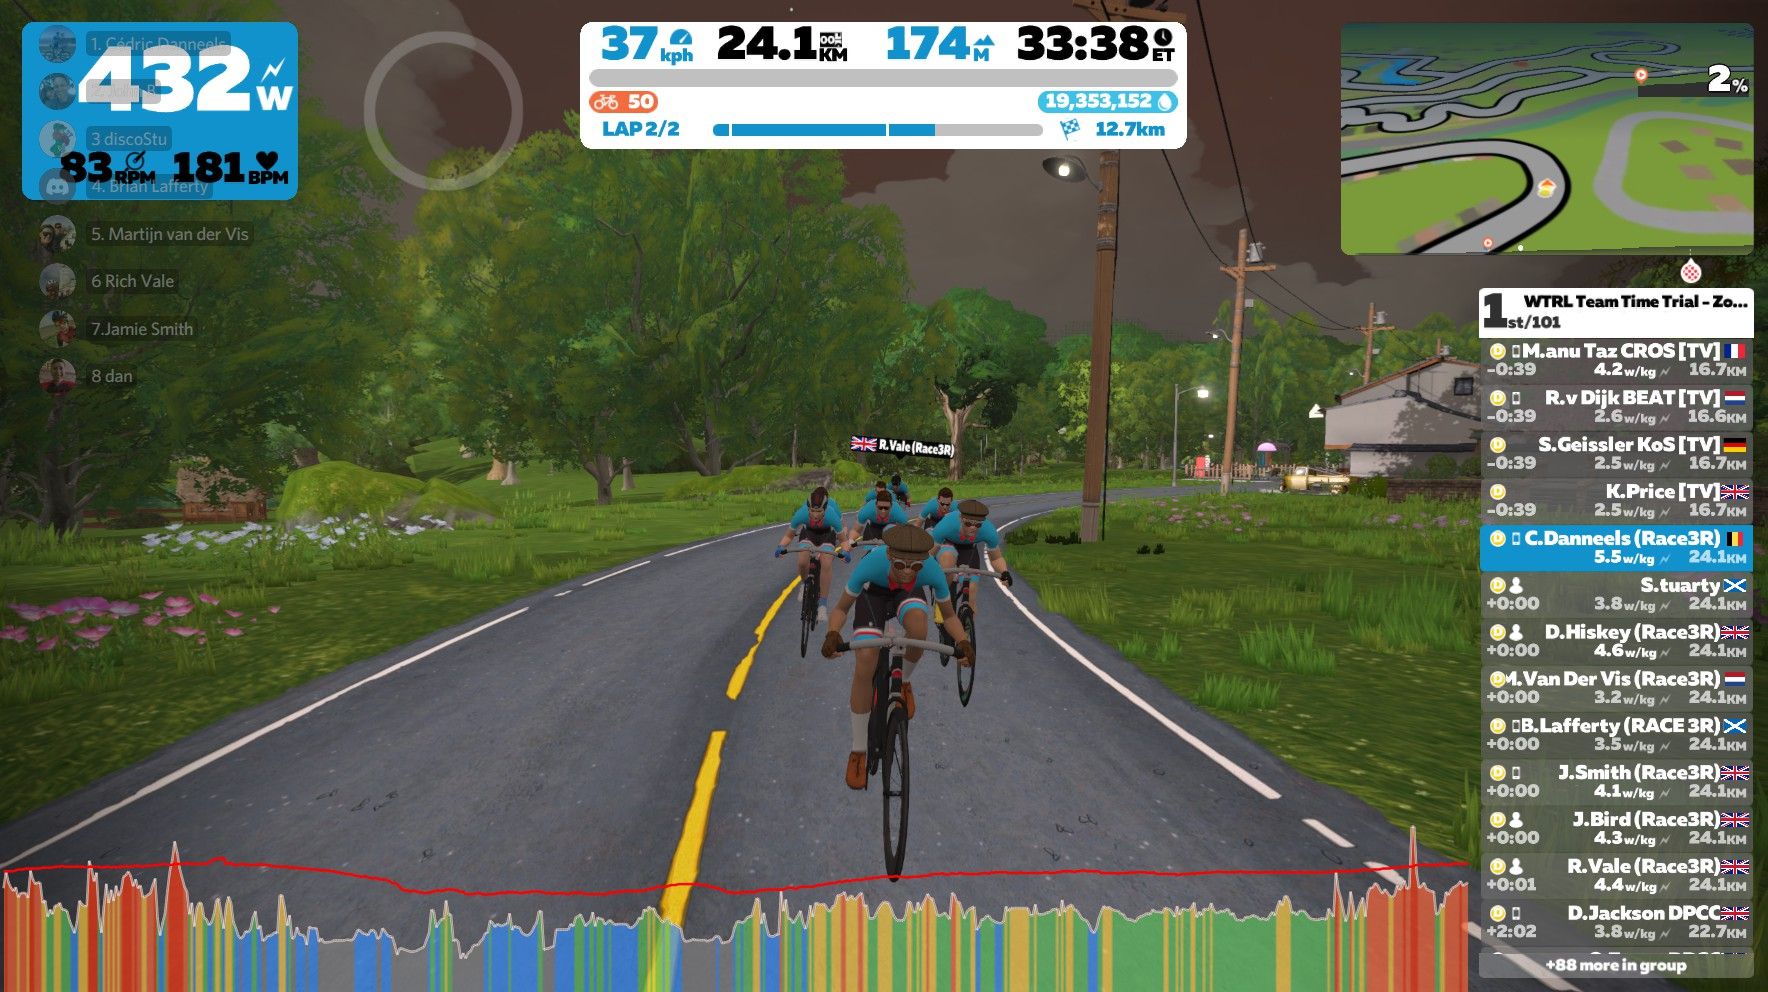 1. Cédric Danneels
432w
3 discoStu
83 RPM 181 BPM
4. Brian Lafferty
5. Martijn van der Vis
6 Rich Vale
7.Jamie Smith
8 dan
37 kph 24.1 KM 174 M 33:38 ET
50 19,353,152
LAP 2/2 12.7km
2%
R.Vale (Race3R)
1st/101 WTRL Team Time Trial - Zo...
M.anu Taz CROS [TV]
-0:39 4.2w/kg 16.7KM
R.v Dijk BEAT [TV]
-0:39 2.6w/kg 16.6KM
S.Geissler KoS [TV]
-0:39 2.5w/kg 16.7KM
K.Price [TV]
-0:39 2.5w/kg 16.7KM
C.Danneels (Race3R)
5.5w/kg 24.1KM
S.tuarty
+0:00 3.8w/kg 24.1KM
D.Hiskey (Race3R)
+0:00 4.6w/kg 24.1KM
M.Van Der Vis (Race3R)
+0:00 3.2w/kg 24.1KM
B.Lafferty (RACE 3R)
+0:00 3.5w/kg 24.1KM
J.Smith (Race3R)
+0:00 4.1w/kg 24.1KM
J.Bird (Race3R)
+0:00 4.3w/kg 24.1KM
R.Vale (Race3R)
+0:01 4.4w/kg 24.1KM
D.Jackson DPCC
+2:02 3.8w/kg 22.7KM
+88 more in group